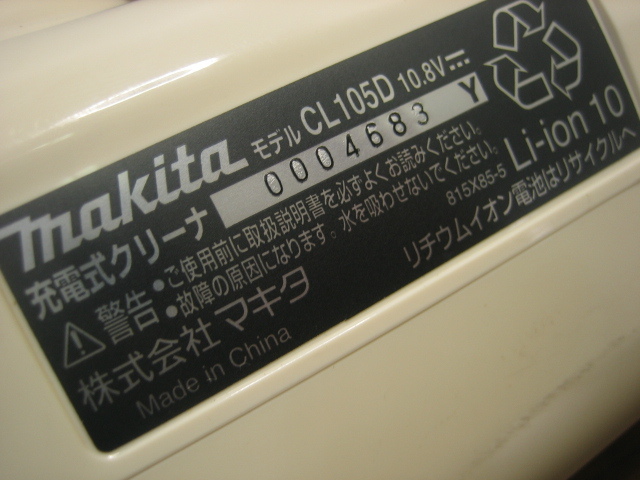 makita モデル CL105D 10.8V
充電式クリーナ 0004683 Y
警告 ●ご使用前に取扱説明書を必ずよくお読みください。
●故障の原因になります。水を吸わせないでください。
株式会社マキタ
815X85-5 Li-ion 10
リチウムイオン電池はリサイクルへ
Made in China